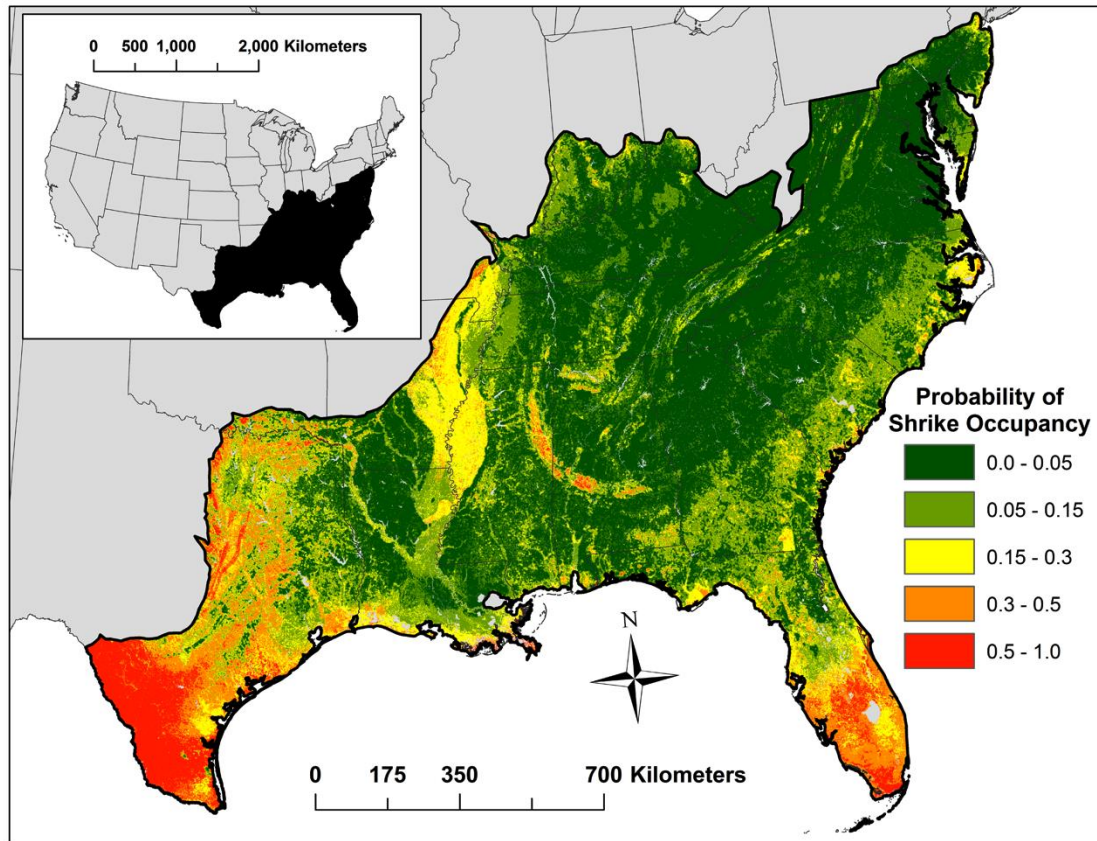 0 500 1,000 2,000 Kilometers
Probability of
Shrike Occupancy
0.0 - 0.05
0.05 - 0.15
0.15 - 0.3
0.3 - 0.5
0.5 - 1.0
N
0 175 350 700 Kilometers